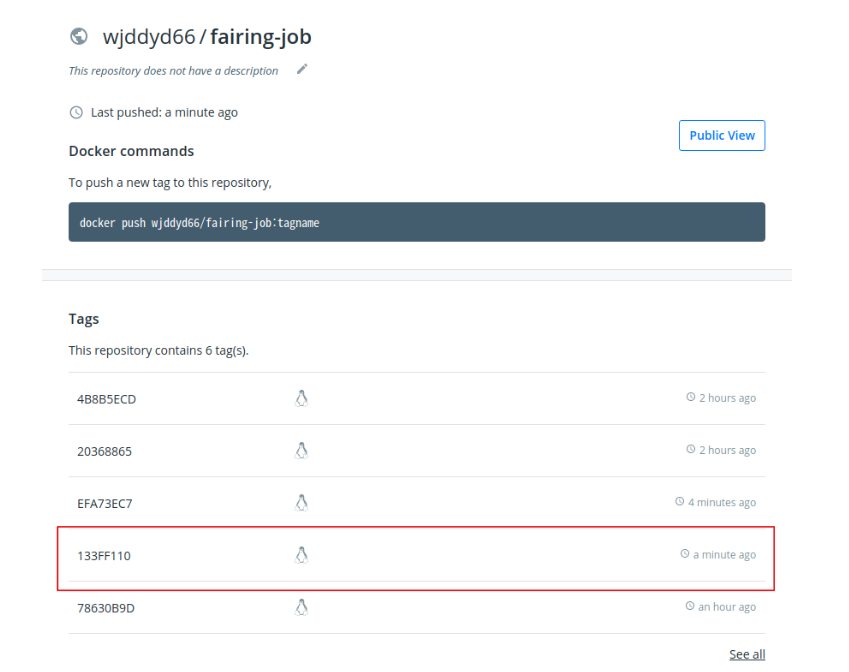 wjddyd66/fairing-job
This repository does not have a description
Last pushed: a minute ago
Public View
Docker commands
To push a new tag to this repository,
docker push wjddyd66/fairing-job:tagname
Tags
This repository contains 6 tag(s).
4B8B5ECD 2 hours ago
20368865 2 hours ago
EFA73EC7 4 minutes ago
133FF110 a minute ago
78630B9D an hour ago
See all